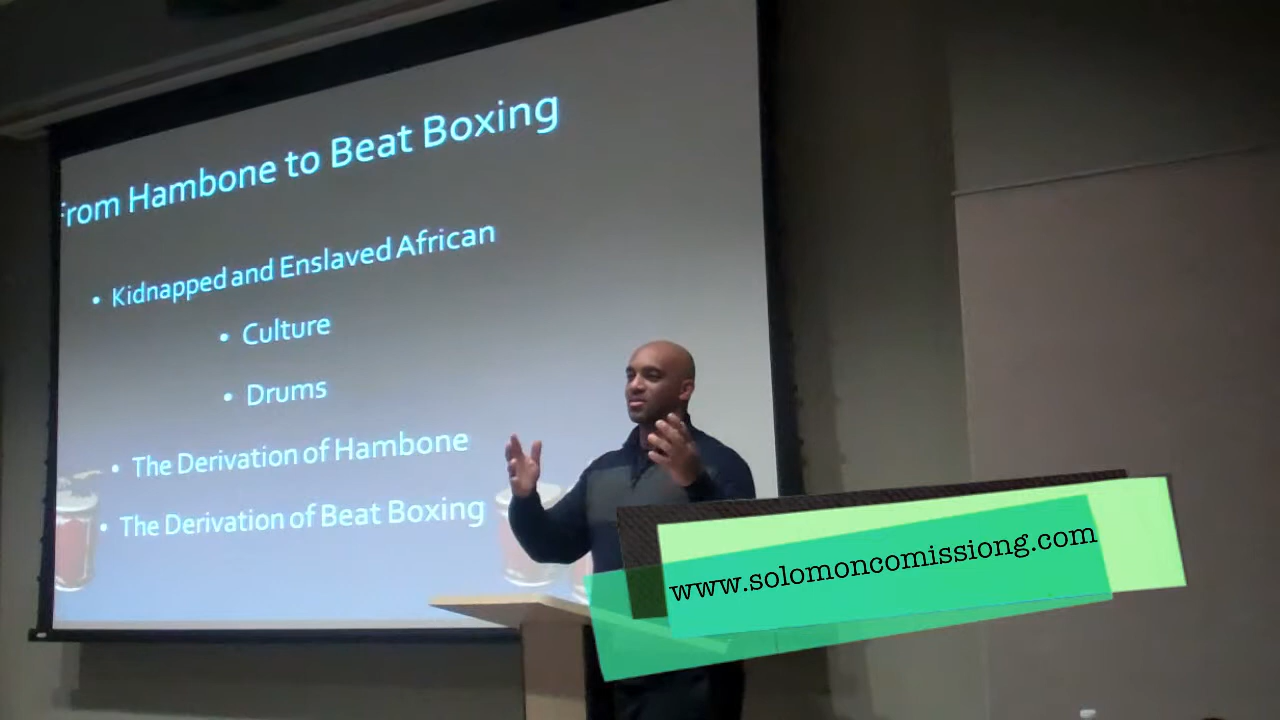 From Hambone to Beat Boxing
• Kidnapped and Enslaved African
• Culture
• Drums
• The Derivation of Hambone
• The Derivation of Beat Boxing
www.solomoncomissiong.com